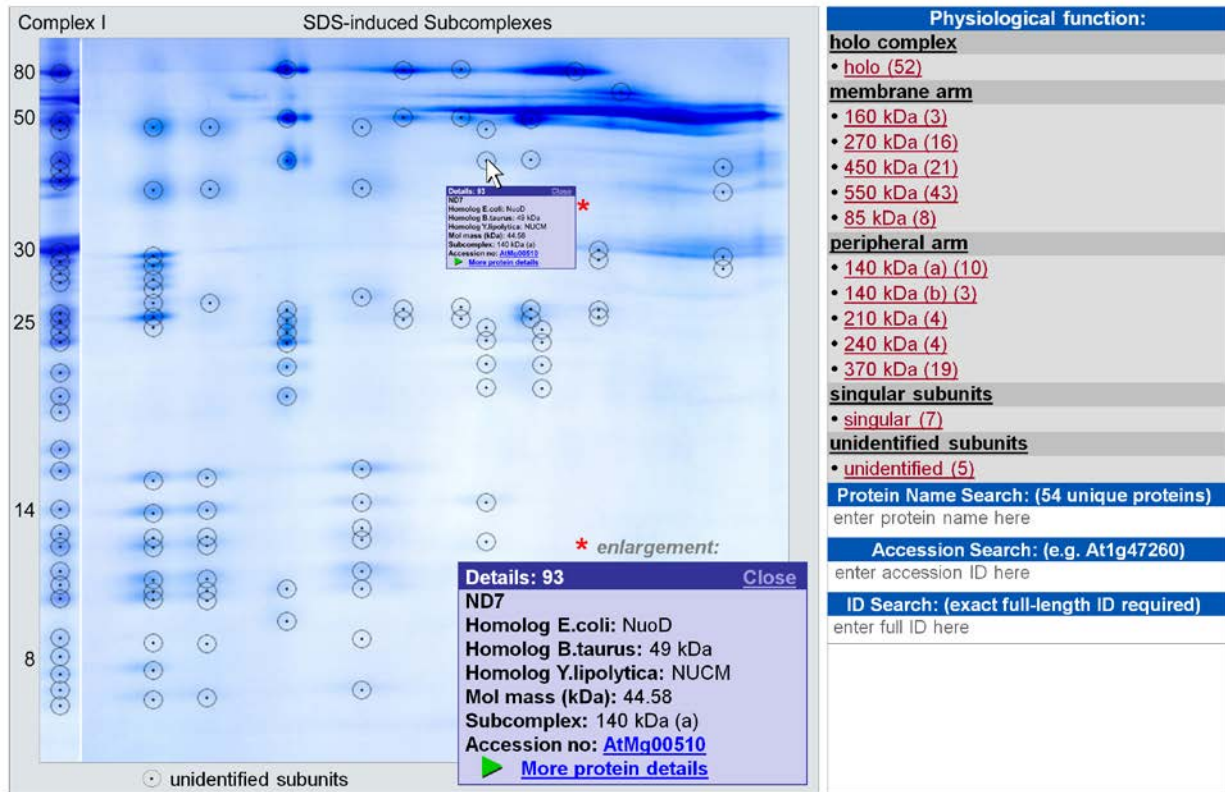 Complex I
SDS-induced Subcomplexes
80
50
30
25
14
8
Details: 93 Close
ND7
Homolog E.coli: NuoD
Homolog B.taurus: 49 kDa
Homolog Y.lipolytica: NUCM
Mol mass (kDa): 44.58
Subcomplex: 140 kDa (a)
Accession no: AtMg00510
More protein details
*
* enlargement:
Details: 93 Close
ND7
Homolog E.coli: NuoD
Homolog B.taurus: 49 kDa
Homolog Y.lipolytica: NUCM
Mol mass (kDa): 44.58
Subcomplex: 140 kDa (a)
Accession no: AtMg00510
More protein details
unidentified subunits
Physiological function:
holo complex
• holo (52)
membrane arm
• 160 kDa (3)
• 270 kDa (16)
• 450 kDa (21)
• 550 kDa (43)
• 85 kDa (8)
peripheral arm
• 140 kDa (a) (10)
• 140 kDa (b) (3)
• 210 kDa (4)
• 240 kDa (4)
• 370 kDa (19)
singular subunits
• singular (7)
unidentified subunits
• unidentified (5)
Protein Name Search: (54 unique proteins)
enter protein name here
Accession Search: (e.g. At1g47260)
enter accession ID here
ID Search: (exact full-length ID required)
enter full ID here